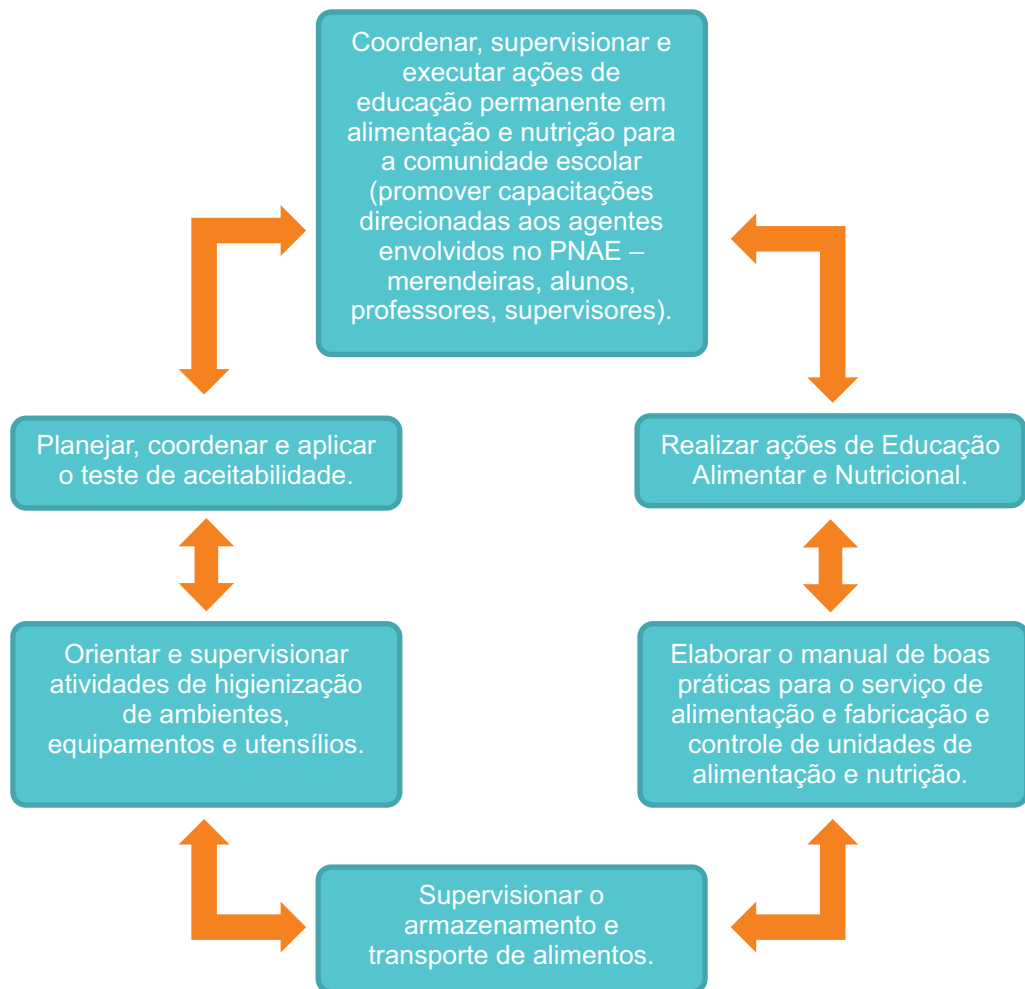 Coordenar, supervisionar e
executar ações de
educação permanente em
alimentação e nutrição para
a comunidade escolar
(promover capacitações
direcionadas aos agentes
envolvidos no PNAE –
merendeiras, alunos,
professores, supervisores).
Planejar, coordenar e aplicar
o teste de aceitabilidade.
Realizar ações de Educação
Alimentar e Nutricional.
Orientar e supervisionar
atividades de higienização
de ambientes,
equipamentos e utensílios.
Elaborar o manual de boas
práticas para o serviço de
alimentação e fabricação e
controle de unidades de
alimentação e nutrição.
Supervisionar o
armazenamento e
transporte de alimentos.